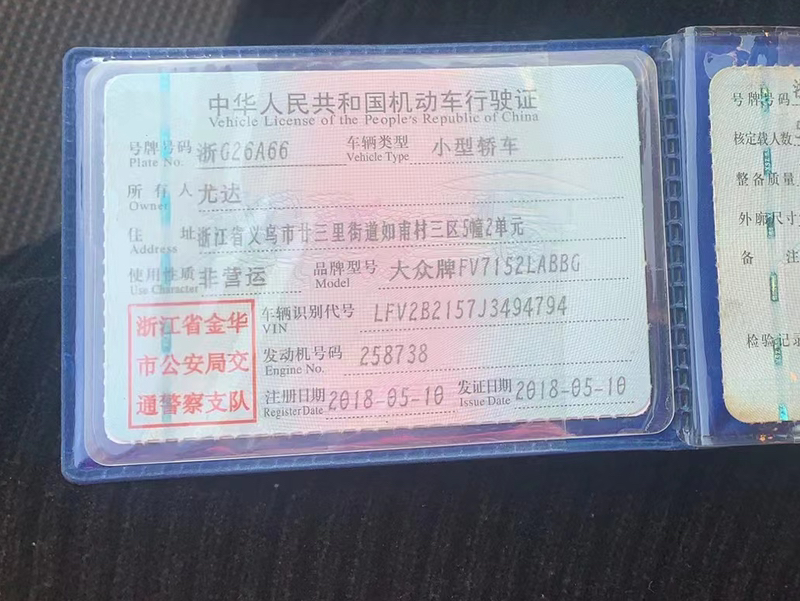 中华人民共和国机动车行驶证
Vehicle License of the People's Republic of China
号牌号码 浙G26A66 车辆类型 小型轿车
Plate No. Vehicle Type
所有人 尤达
Owner
住址 浙江省义乌市廿三里街道如甫村三区5幢2单元
Address
使用性质 非营运 品牌型号 大众牌FV7152LABBG
Use Character Model
浙江省金华
市公安局交
通警察支队
车辆识别代号 LFV2B2157J3494794
VIN
发动机号码 258738
Engine No.
注册日期 2018-05-10 发证日期 2018-05-10
Register Date Issue Date
号牌号码
核定载人数
整备质量
外廓尺寸
备注
检验记录